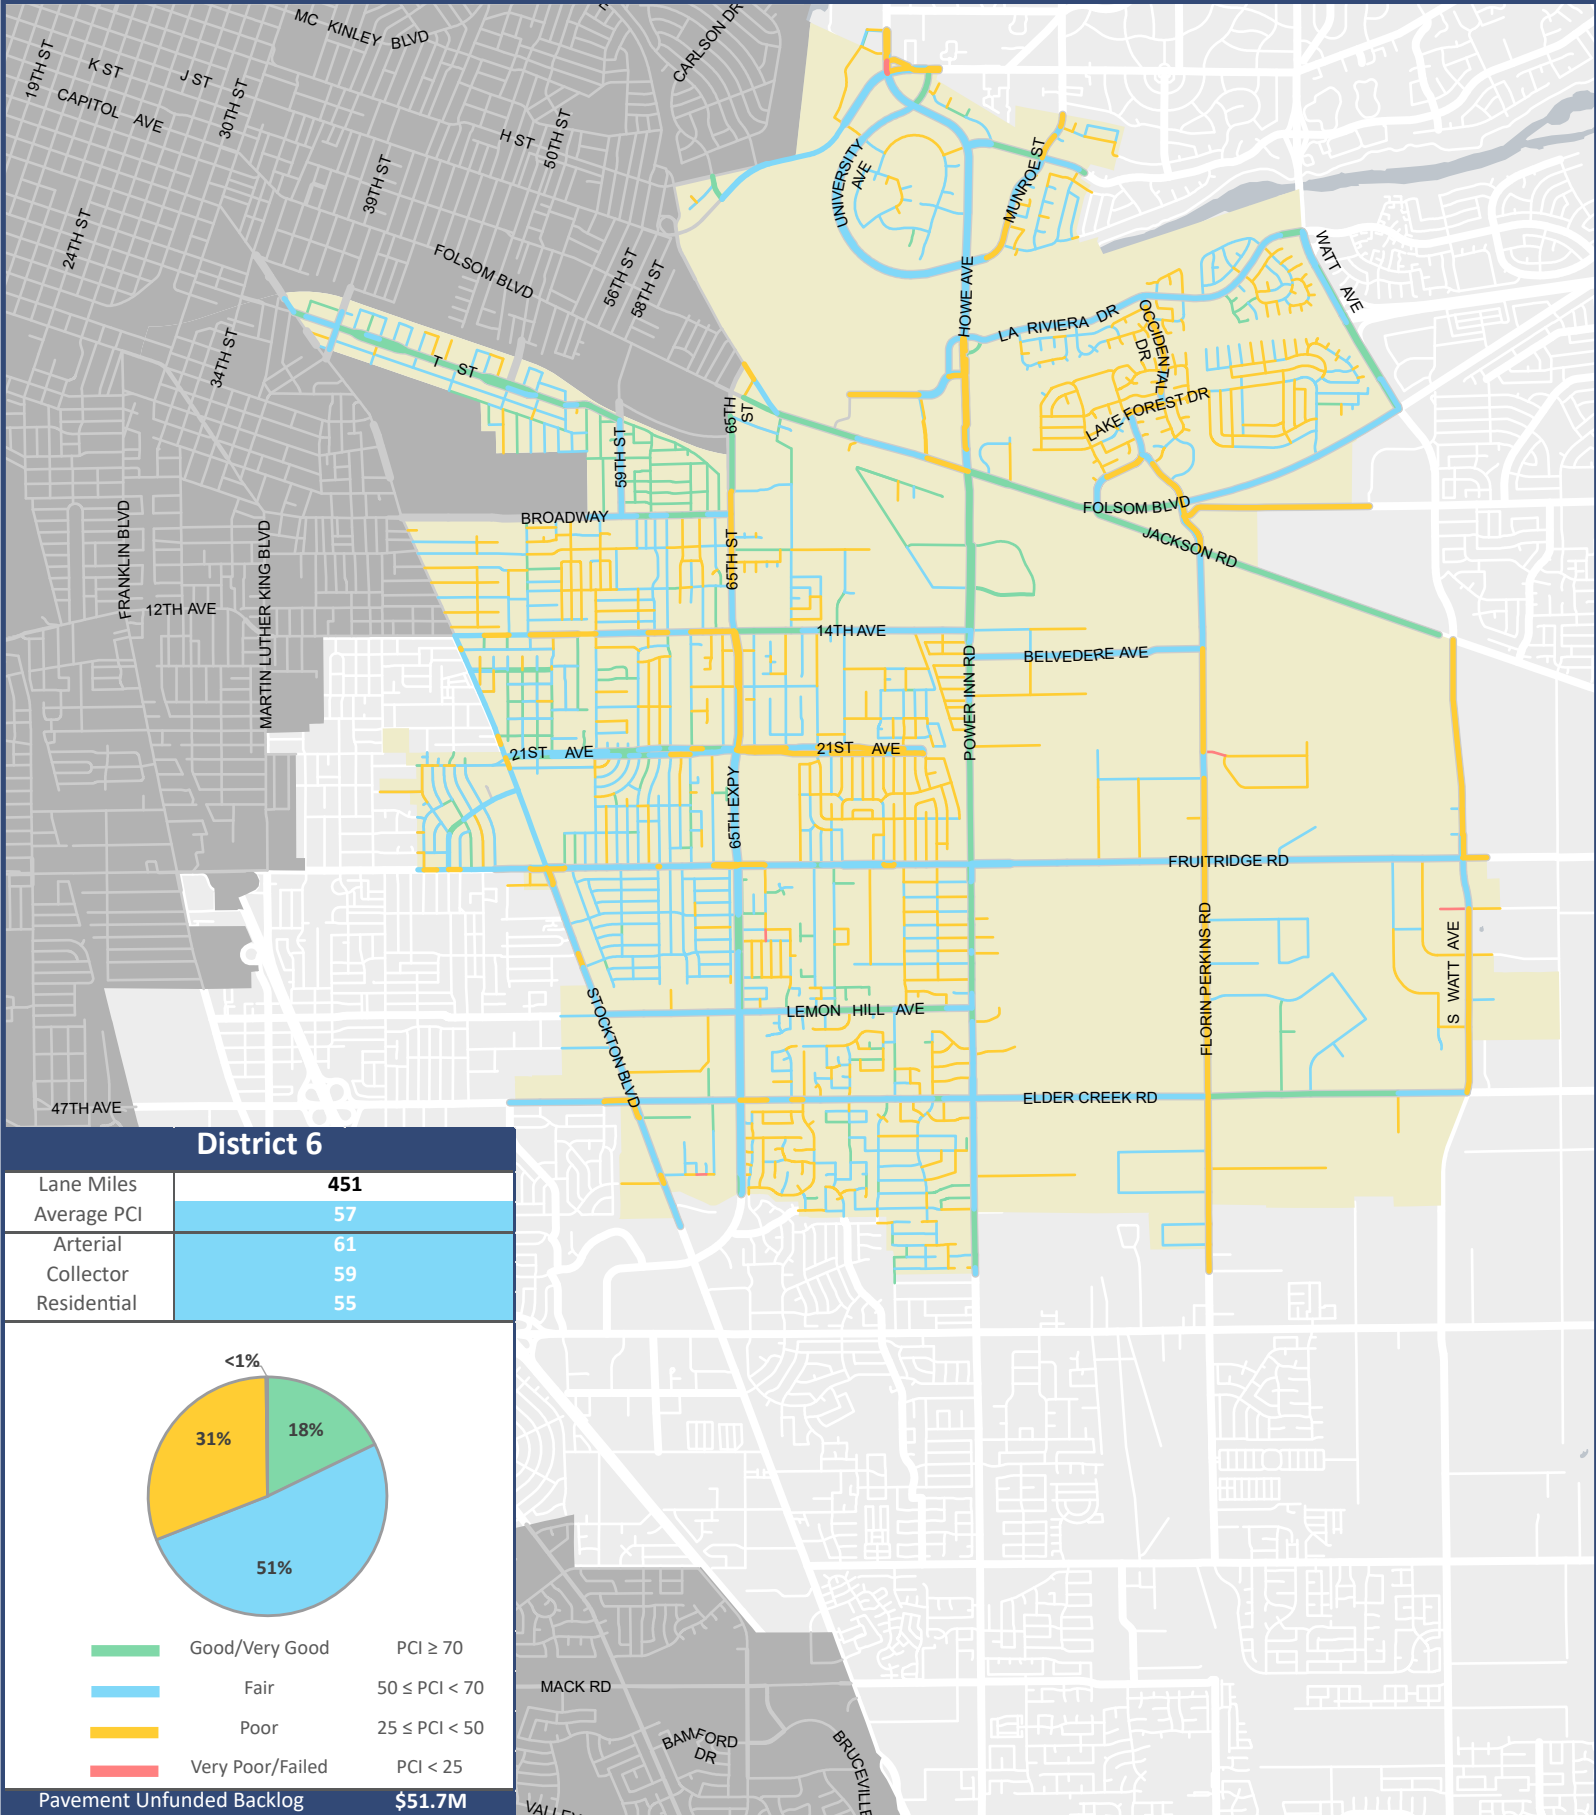 MC KINLEY BLVD
CARLSON DR
19TH ST
K ST
J ST
30TH ST
CAPITOL AVE
H ST
50TH ST
39TH ST
24TH ST
FOLSOM BLVD
56TH ST
58TH ST
34TH ST
T ST
UNIVERSITY
AVE
MUNROE ST
HOWE AVE
WATT AVE
LA RIVIERA DR
OCCIDENTAL
DR
LAKE FOREST DR
65TH
ST
59TH ST
FRANKLIN BLVD
MARTIN LUTHER KING BLVD
BROADWAY
65TH ST
FOLSOM BLVD
JACKSON RD
12TH AVE
14TH AVE
BELVEDERE AVE
POWER INN RD
21ST AVE
21ST AVE
65TH EXPY
FRUITRIDGE RD
FLORIN PERKINS RD
S WATT AVE
STOCKTON BLVD
LEMON HILL AVE
47TH AVE
ELDER CREEK RD
District 6
Lane Miles 451
Average PCI 57
Arterial 61
Collector 59
Residential 55
<1%
31%
18%
51%
Good/Very Good PCI ≥ 70
Fair 50 ≤ PCI < 70
Poor 25 ≤ PCI < 50
Very Poor/Failed PCI < 25
Pavement Unfunded Backlog $51.7M
MACK RD
BAMFORD
DR
BRUCEVILLE
VALLEY